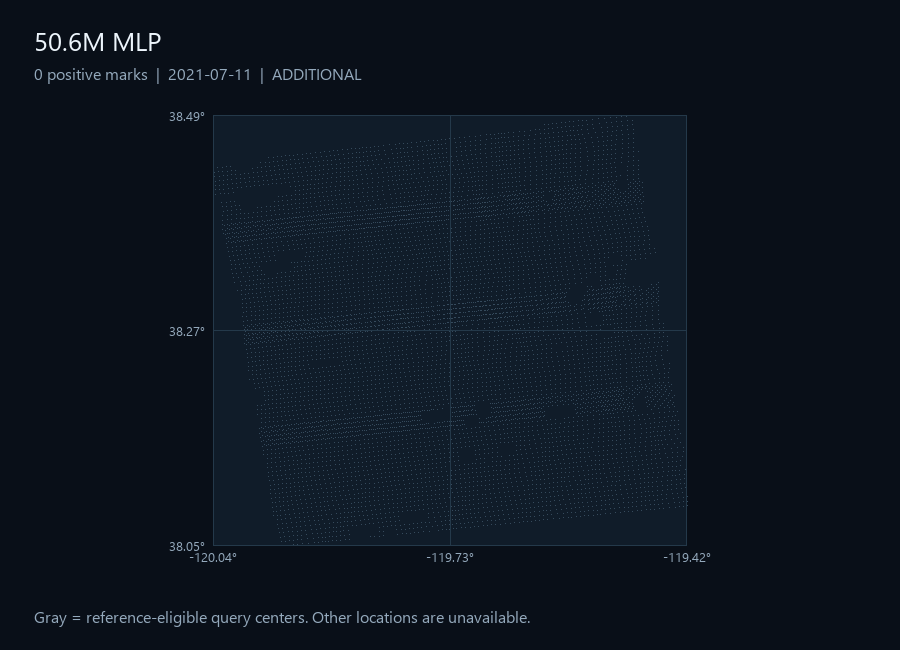 50.6M MLP
0 positive marks | 2021-07-11 | ADDITIONAL
38.49°
38.27°
38.05°
-120.04° -119.73° -119.42°
Gray = reference-eligible query centers. Other locations are unavailable.